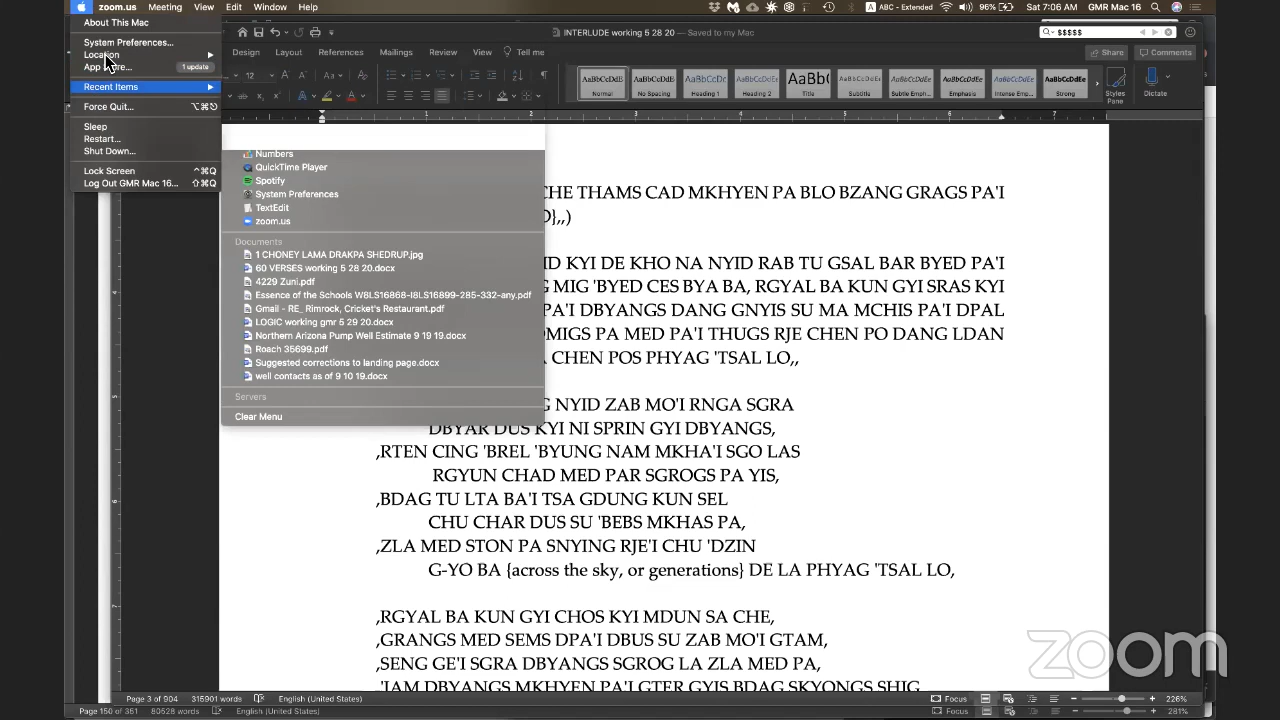 zoom.us Meeting View Edit Window Help
ABC - Extended 96% Sat 7:06 AM GMR Mac 16
About This Mac
System Preferences...
Location
1 update
Recent Items
Force Quit... ⌥⌘⎋
Sleep
Restart...
Shut Down...
Lock Screen ^⌘Q
Log Out GMR Mac 16... ⇧⌘Q
INTERLUDE working 5 28 20 — Saved to my Mac
$$$$$
Design Layout References Mailings Review View Tell me
Share Comments
12
AaBbCcDdE AaBbCcDdE AaBbCcDc AaBbCcDdEe AaBb( AaBbCcDdEe AaBbCcDdEe AaBbCcDdEe AaBbCcDdEe AaBbCcDdEe
Normal No Spacing Heading 1 Heading 2 Title Subtitle Subtle Emph... Emphasis Intense Emp... Strong
Styles Pane
Dictate
1 2 3 4 5 6 7
Numbers
QuickTime Player
Spotify
System Preferences
TextEdit
zoom.us
Documents
1 CHONEY LAMA DRAKPA SHEDRUP.jpg
60 VERSES working 5 28 20.docx
4229 Zuni.pdf
Essence of the Schools W8LS16868-I8LS16899-285-332-any.pdf
Gmail - RE_ Rimrock, Cricket's Restaurant.pdf
LOGIC working gmr 5 29 20.docx
Northern Arizona Pump Well Estimate 9 19 19.docx
Roach 35699.pdf
Suggested corrections to landing page.docx
well contacts as of 9 10 19.docx
Servers
Clear Menu
CHE THAMS CAD MKHYEN PA BLO BZANG GRAGS PA'I
},,)
ID KYI DE KHO NA NYID RAB TU GSAL BAR BYED PA'I
MIG 'BYED CES BYA BA, RGYAL BA KUN GYI SRAS KYI
PA'I DBYANGS DANG GNYIS SU MA MCHIS PA'I DPAL
DMIGS PA MED PA'I THUGS RJE CHEN PO DANG LDAN
CHEN POS PHYAG 'TSAL LO,,
NYID ZAB MO'I RNGA SGRA
DBYAR DUS KYI NI SPRIN GYI DBYANGS,
,RTEN CING 'BREL 'BYUNG NAM MKHA'I SGO LAS
RGYUN CHAD MED PAR SGROGS PA YIS,
,BDAG TU LTA BA'I TSA GDUNG KUN SEL
CHU CHAR DUS SU 'BEBS MKHAS PA,
,ZLA MED STON PA SNYING RJE'I CHU 'DZIN
G-YO BA {across the sky, or generations} DE LA PHYAG 'TSAL LO,
,RGYAL BA KUN GYI CHOS KYI MDUN SA CHE,
,GRANGS MED SEMS DPA'I DBUS SU ZAB MO'I GTAM,
,SENG GE'I SGRA DBYANGS SGROG LA ZLA MED PA,
,'JAM DBYANGS MKHYEN PA'I GTER GYIS BDAG SKYONGS SHIG
zoom
Page 3 of 904 315901 words English (United States) Focus 226%
Page 150 of 351 80628 words English (United States) Focus 281%